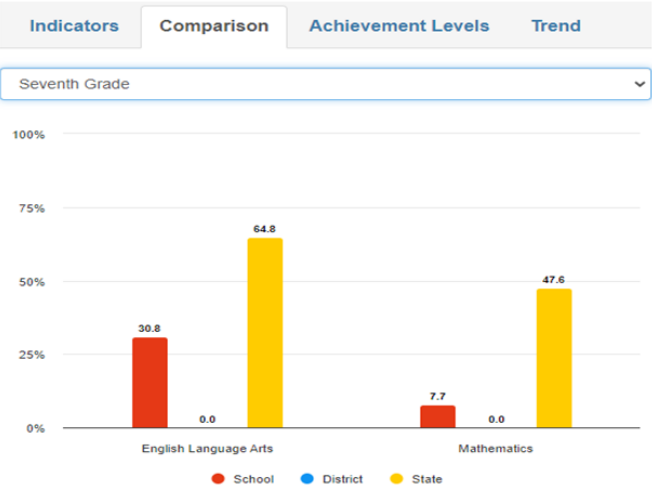 Indicators Comparison Achievement Levels Trend
Seventh Grade
100%
75%
64.8
50%
47.6
30.8
25%
7.7
0.0 0.0
0%
English Language Arts Mathematics
School District State